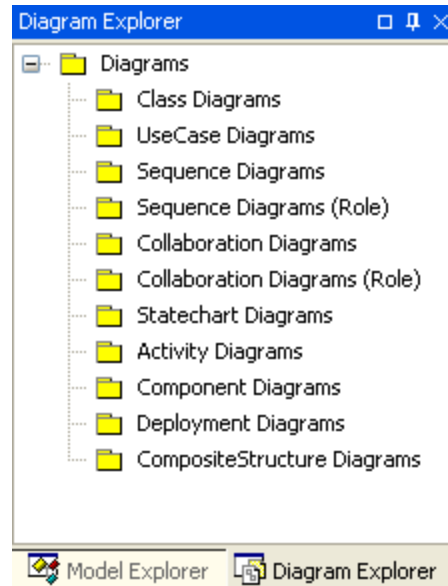 Diagram Explorer
Diagrams
Class Diagrams
UseCase Diagrams
Sequence Diagrams
Sequence Diagrams (Role)
Collaboration Diagrams
Collaboration Diagrams (Role)
Statechart Diagrams
Activity Diagrams
Component Diagrams
Deployment Diagrams
CompositeStructure Diagrams
Model Explorer Diagram Explorer